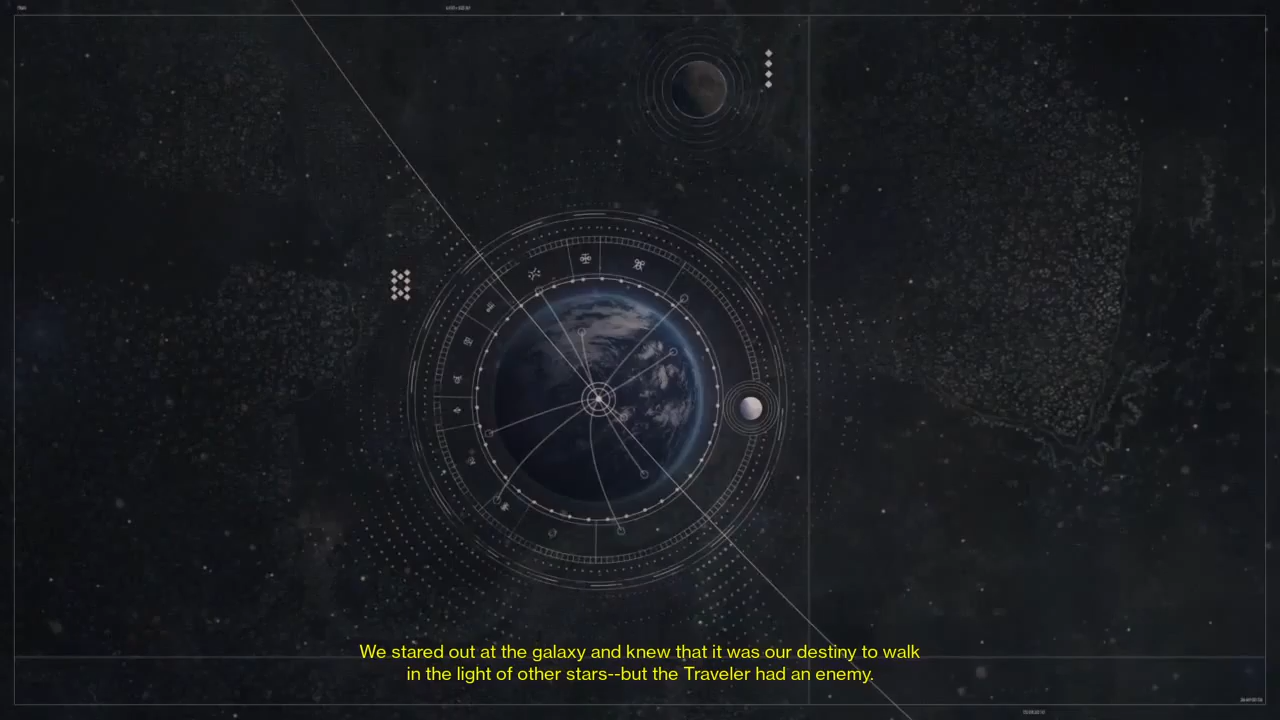 We stared out at the galaxy and knew that it was our destiny to walk
in the light of other stars--but the Traveler had an enemy.